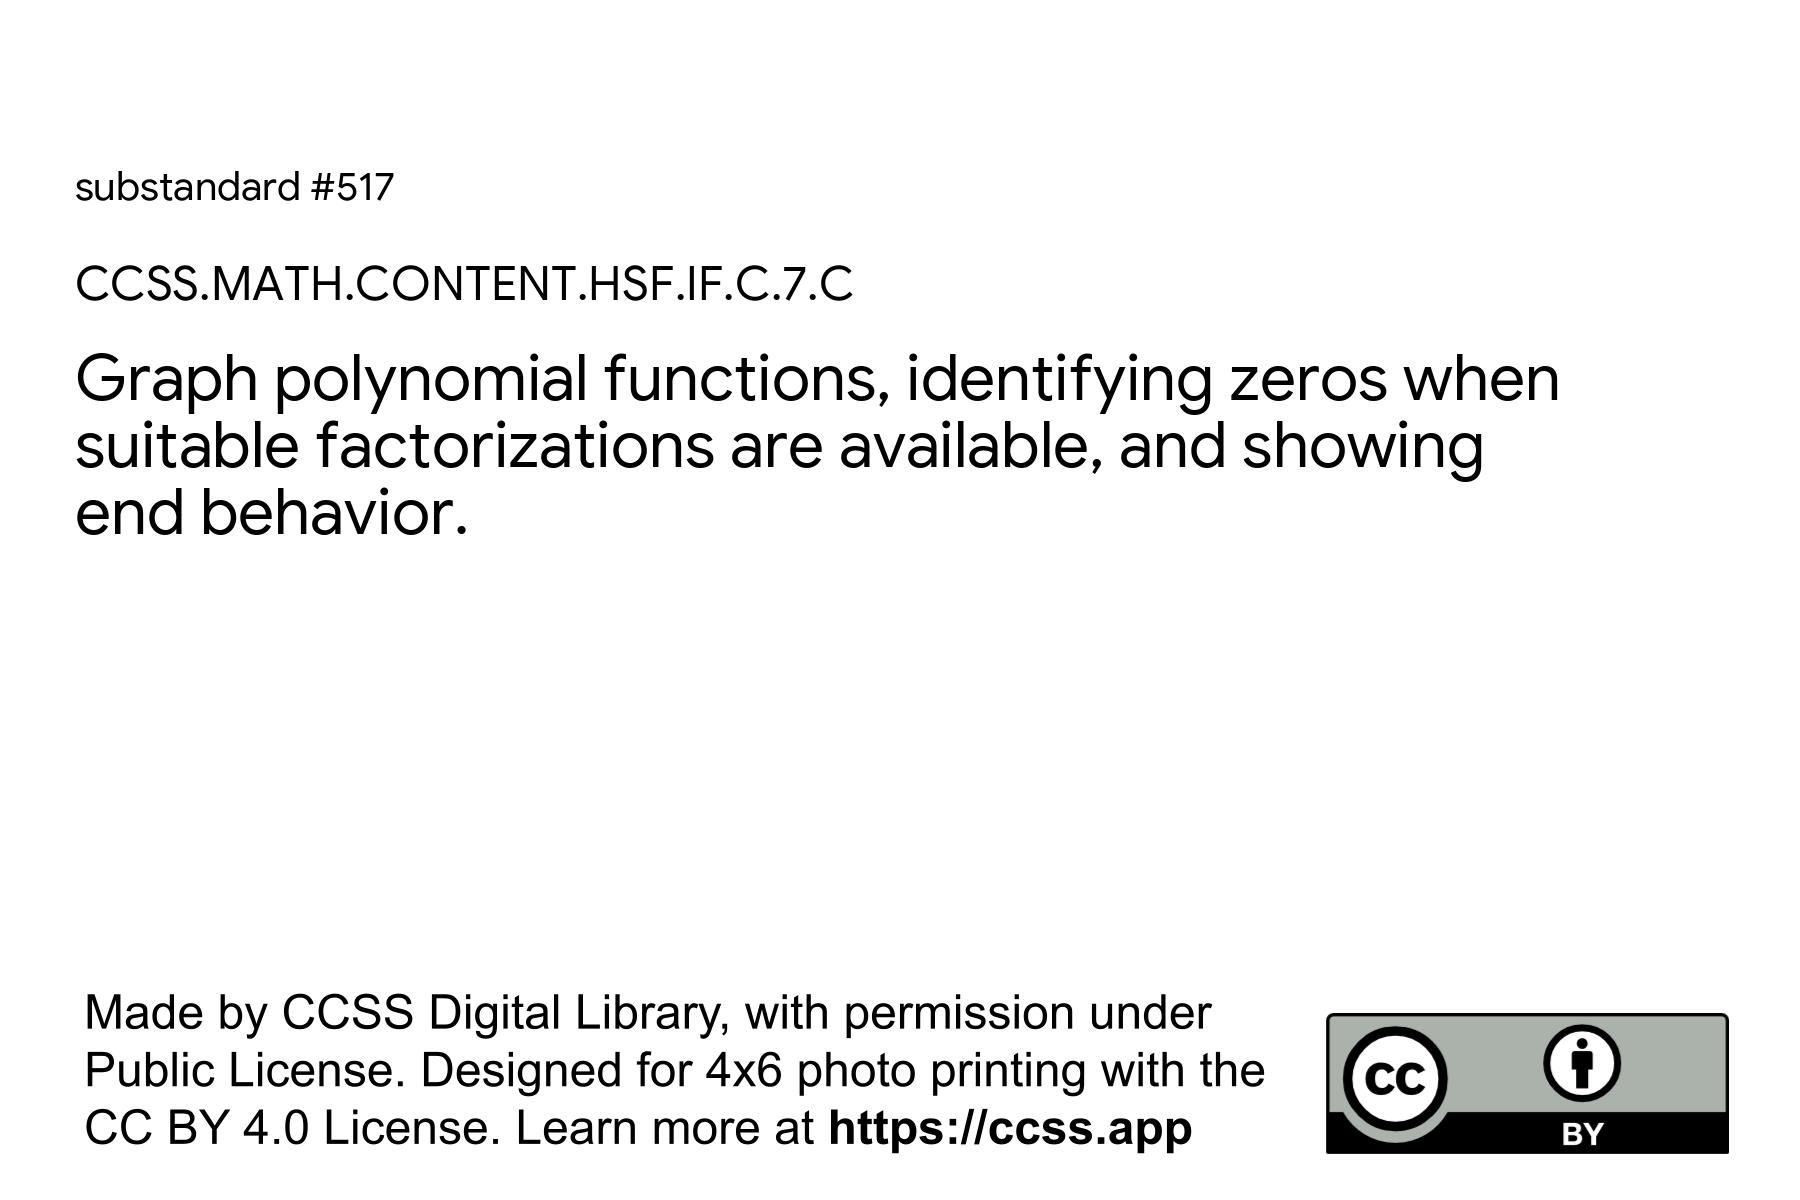 substandard #517
CCSS.MATH.CONTENT.HSF.IF.C.7.C
Graph polynomial functions, identifying zeros when
suitable factorizations are available, and showing
end behavior.
Made by CCSS Digital Library, with permission under
Public License. Designed for 4x6 photo printing with the
CC BY 4.0 License. Learn more at https://ccss.app
cc
BY